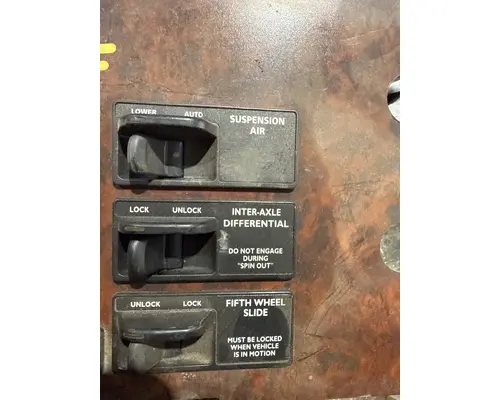 LOWER AUTO
SUSPENSION
AIR
LOCK UNLOCK
INTER-AXLE
DIFFERENTIAL
DO NOT ENGAGE
DURING
"SPIN OUT"
UNLOCK LOCK
FIFTH WHEEL
SLIDE
MUST BE LOCKED
WHEN VEHICLE
IS IN MOTION